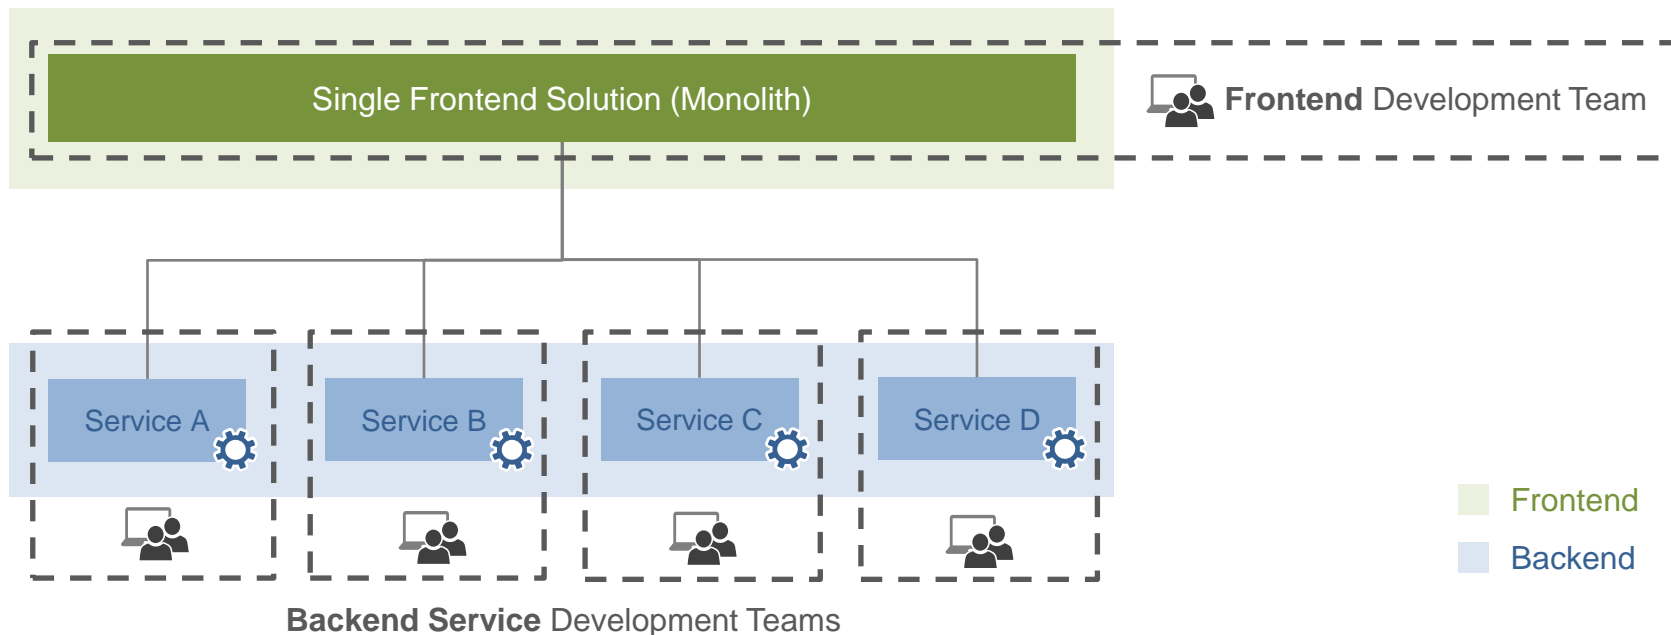 Single Frontend Solution (Monolith)
Frontend Development Team
Service A
Service B
Service C
Service D
Frontend
Backend
Backend Service Development Teams